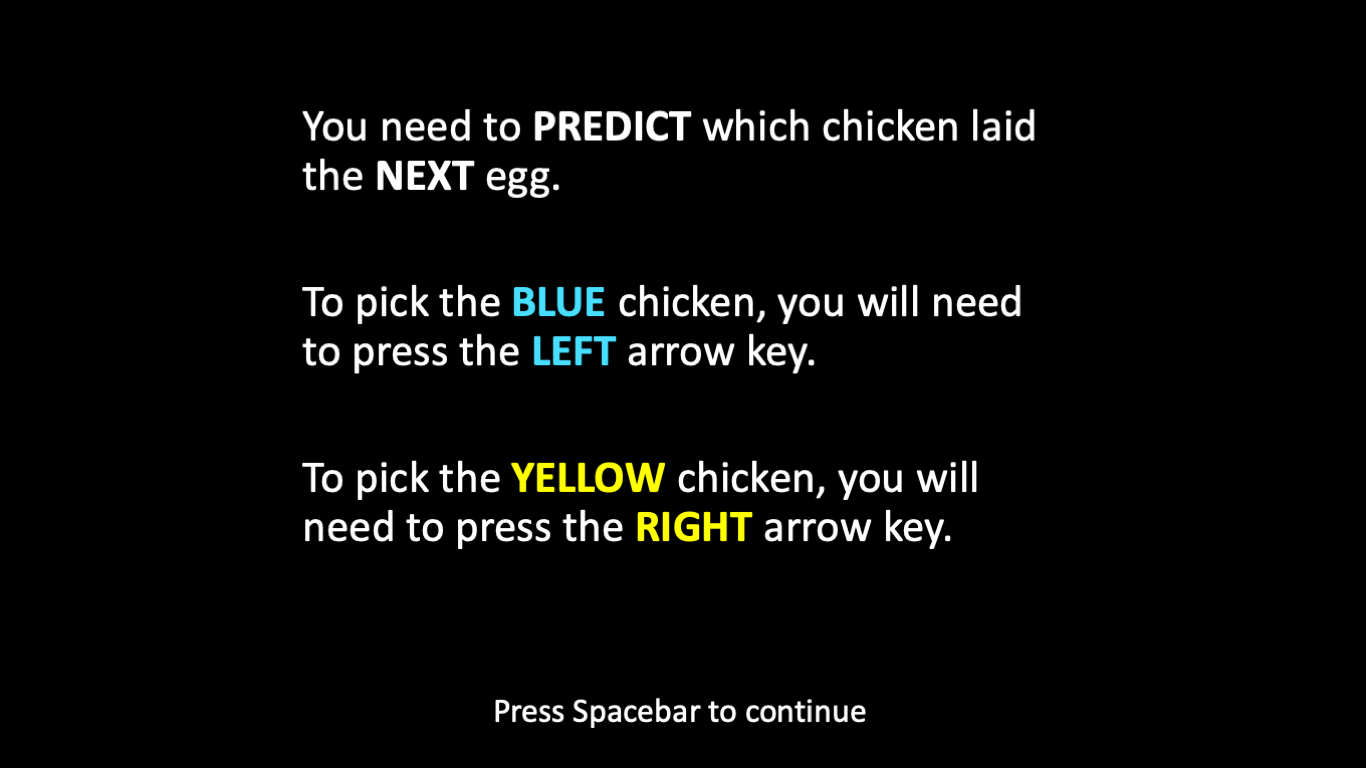 You need to PREDICT which chicken laid
the NEXT egg.
To pick the BLUE chicken, you will need
to press the LEFT arrow key.
To pick the YELLOW chicken, you will
need to press the RIGHT arrow key.
Press Spacebar to continue